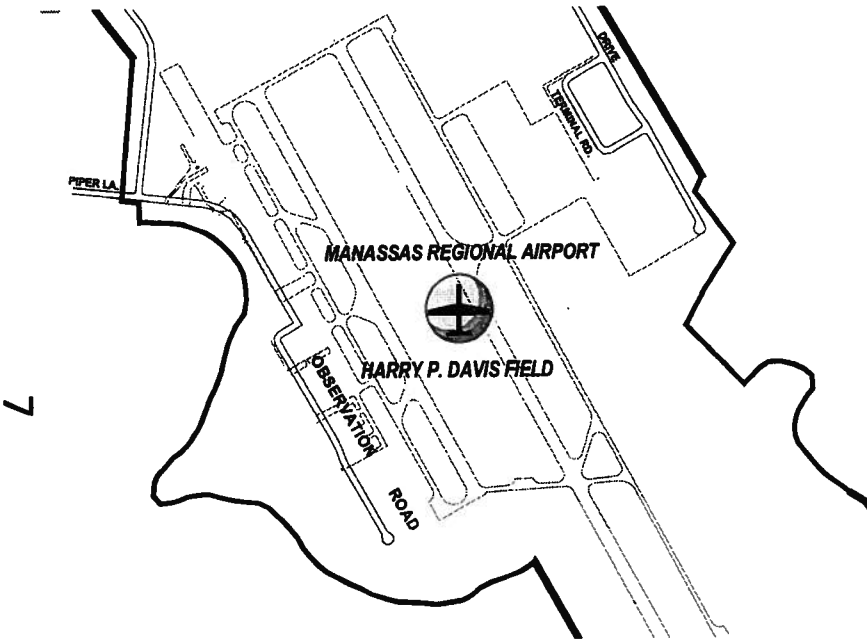 DRIVE
TERMINAL RD.
PIPER LA.
MANASSAS REGIONAL AIRPORT
HARRY P. DAVIS FIELD
OBSERVATION
ROAD
7